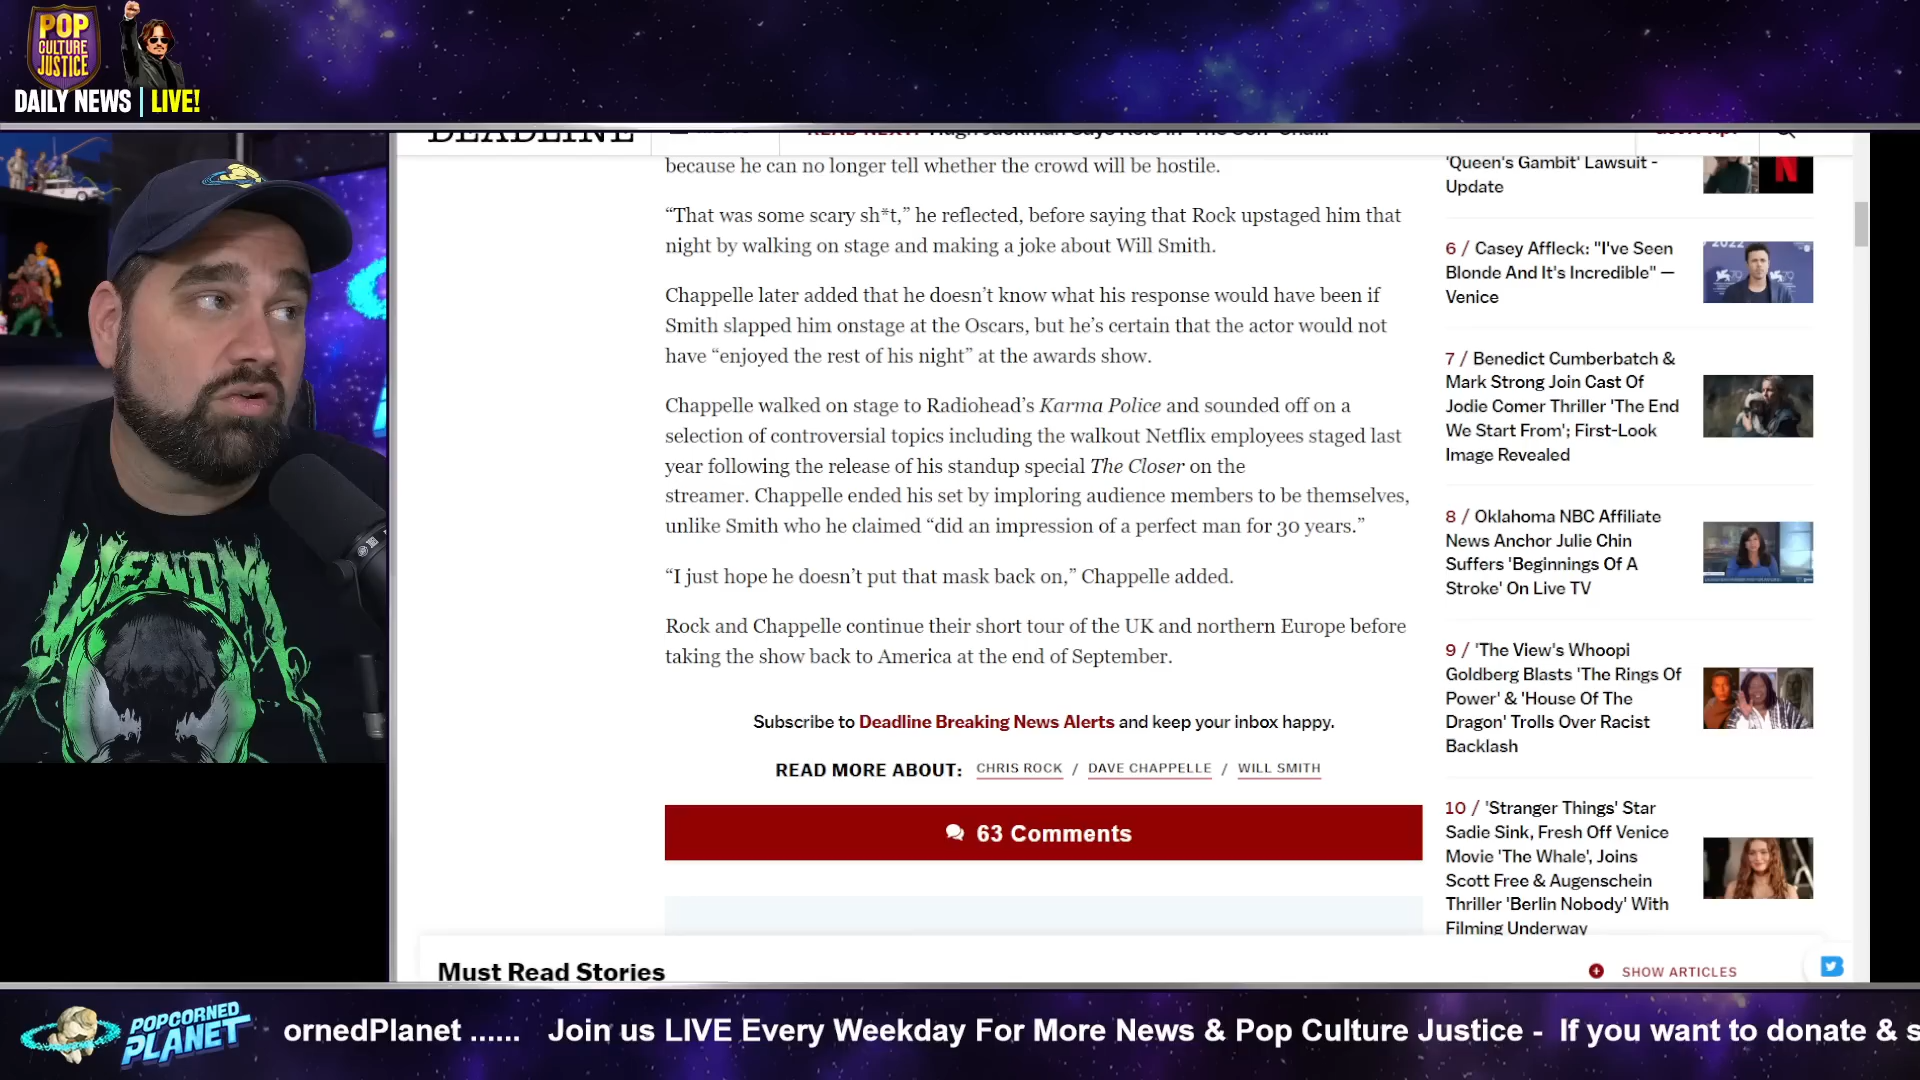 POP
CULTURE
JUSTICE
DAILY NEWS | LIVE!
DEADLINE
because he can no longer tell whether the crowd will be hostile.
“That was some scary sh*t,” he reflected, before saying that Rock upstaged him that
night by walking on stage and making a joke about Will Smith.
Chappelle later added that he doesn’t know what his response would have been if
Smith slapped him onstage at the Oscars, but he’s certain that the actor would not
have “enjoyed the rest of his night” at the awards show.
Chappelle walked on stage to Radiohead’s Karma Police and sounded off on a
selection of controversial topics including the walkout Netflix employees staged last
year following the release of his standup special The Closer on the
streamer. Chappelle ended his set by imploring audience members to be themselves,
unlike Smith who he claimed “did an impression of a perfect man for 30 years.”
“I just hope he doesn’t put that mask back on,” Chappelle added.
Rock and Chappelle continue their short tour of the UK and northern Europe before
taking the show back to America at the end of September.
Subscribe to Deadline Breaking News Alerts and keep your inbox happy.
READ MORE ABOUT: CHRIS ROCK / DAVE CHAPPELLE / WILL SMITH
63 Comments
Must Read Stories
SHOW ARTICLES
'Queen's Gambit' Lawsuit -
Update
N
6 / Casey Affleck: "I've Seen
Blonde And It's Incredible" —
Venice
2022
7 / Benedict Cumberbatch &
Mark Strong Join Cast Of
Jodie Comer Thriller 'The End
We Start From'; First-Look
Image Revealed
8 / Oklahoma NBC Affiliate
News Anchor Julie Chin
Suffers 'Beginnings Of A
Stroke' On Live TV
9 / 'The View's Whoopi
Goldberg Blasts 'The Rings Of
Power' & 'House Of The
Dragon' Trolls Over Racist
Backlash
10 / 'Stranger Things' Star
Sadie Sink, Fresh Off Venice
Movie 'The Whale', Joins
Scott Free & Augenschein
Thriller 'Berlin Nobody' With
Filming Underway
VENOM
POPCORNED
PLANET
ornedPlanet ...... Join us LIVE Every Weekday For More News & Pop Culture Justice - If you want to donate & s